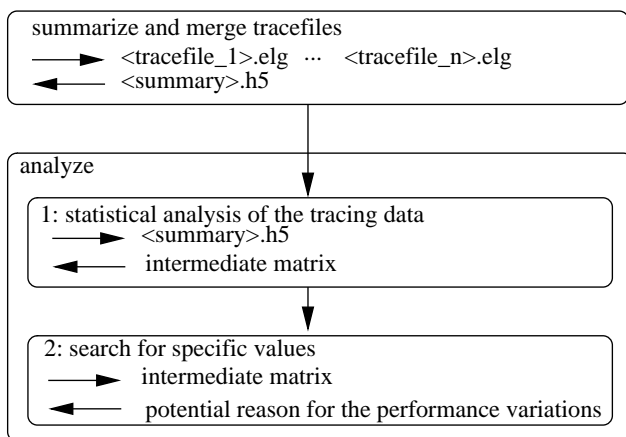 summarize and merge tracefiles
<tracefile_1>.elg ... <tracefile_n>.elg
<summary>.h5
analyze
1: statistical analysis of the tracing data
<summary>.h5
intermediate matrix
2: search for specific values
intermediate matrix
potential reason for the performance variations